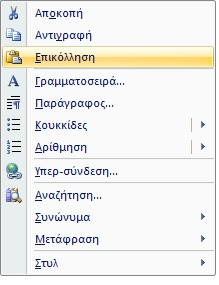 Αποκοπή
Αντιγραφή
Επικόλληση
Γραμματοσειρά...
Παράγραφος...
Κουκκίδες
Αρίθμηση
Υπερ-σύνδεση...
Αναζήτηση...
Συνώνυμα
Μετάφραση
Στυλ